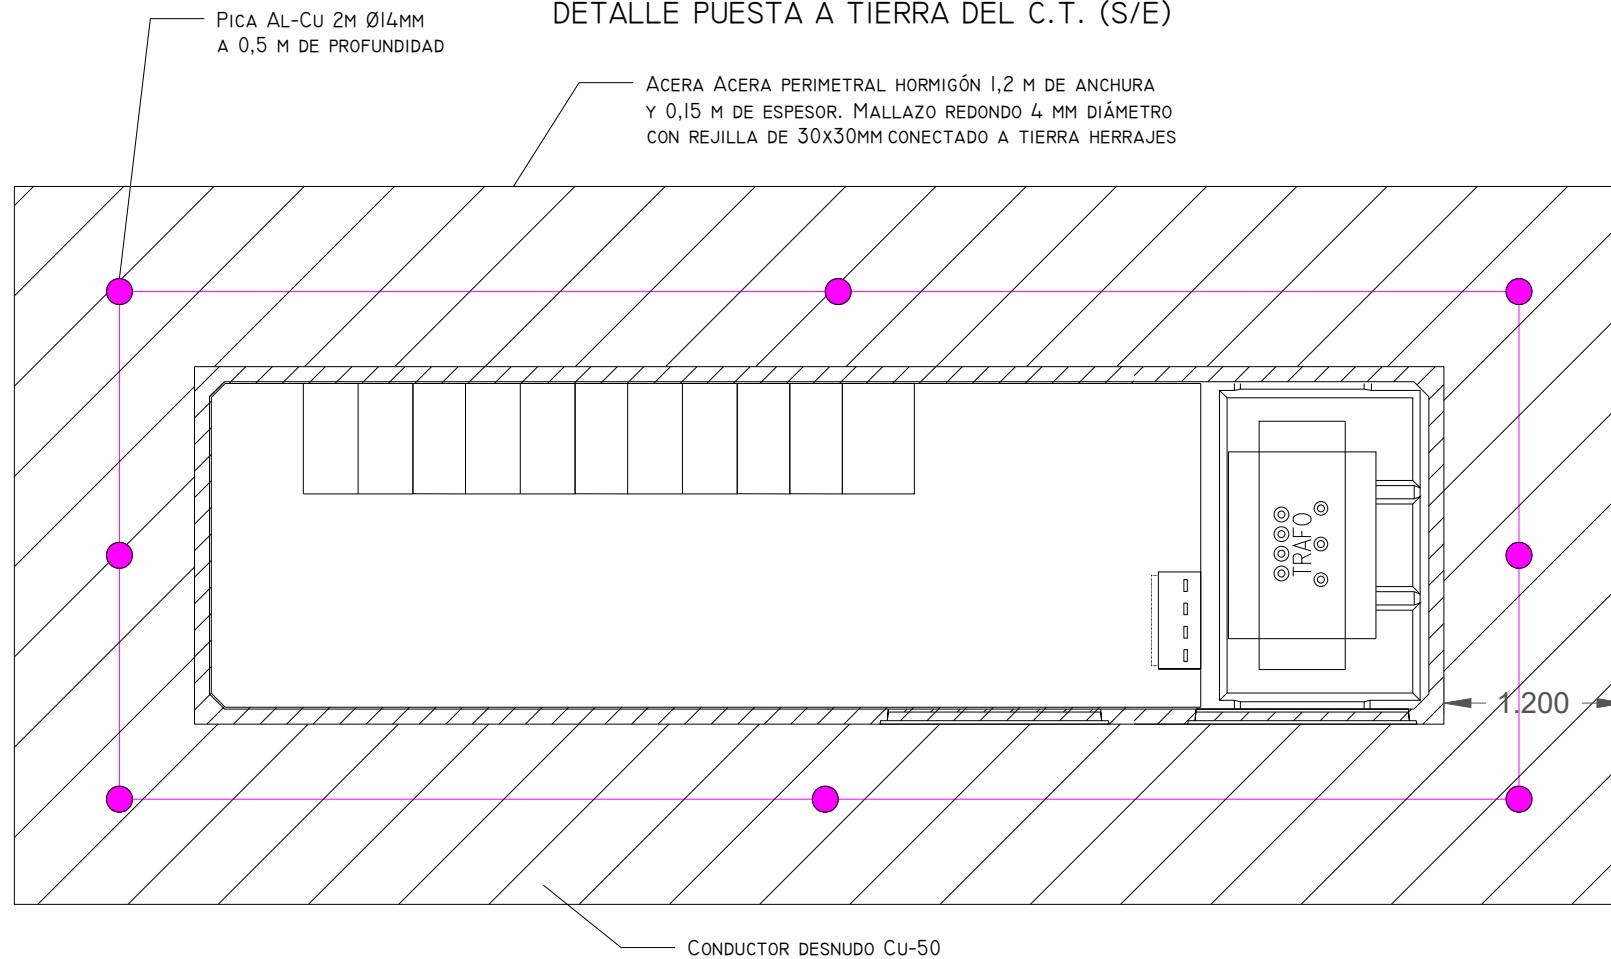 DETALLE PUESTA A TIERRA DEL C.T. (S/E)
PICA AL-CU 2M Ø14MM
A 0,5 M DE PROFUNDIDAD
ACERA ACERA PERIMETRAL HORMIGÓN 1,2 M DE ANCHURA
Y 0,15 M DE ESPESOR. MALLAZO REDONDO 4 MM DIÁMETRO
CON REJILLA DE 30X30MM CONECTADO A TIERRA HERRAJES
TRAFO
1.200
CONDUCTOR DESNUDO CU-50